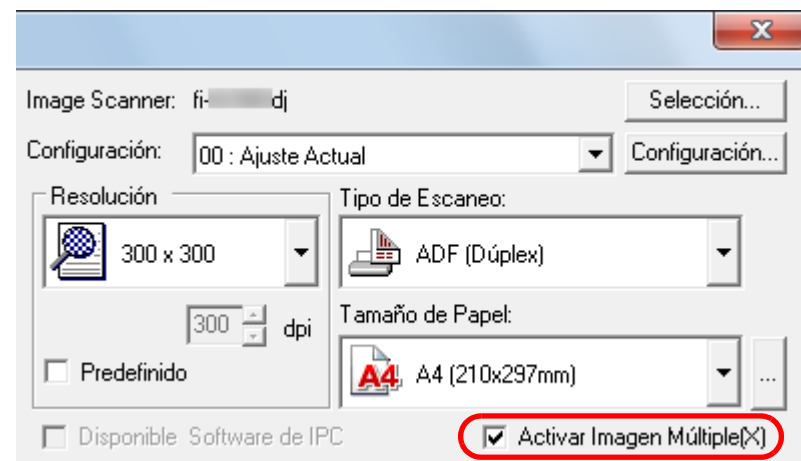 Image Scanner: fi- dj Selección...
Configuración: 00 : Ajuste Actual Configuración...
Resolución
300 x 300
300 dpi
Predefinido
Tipo de Escaneo:
ADF (Dúplex)
Tamaño de Papel:
A4 A4 (210x297mm) ...
Disponible Software de IPC
Activar Imagen Múltiple(X)